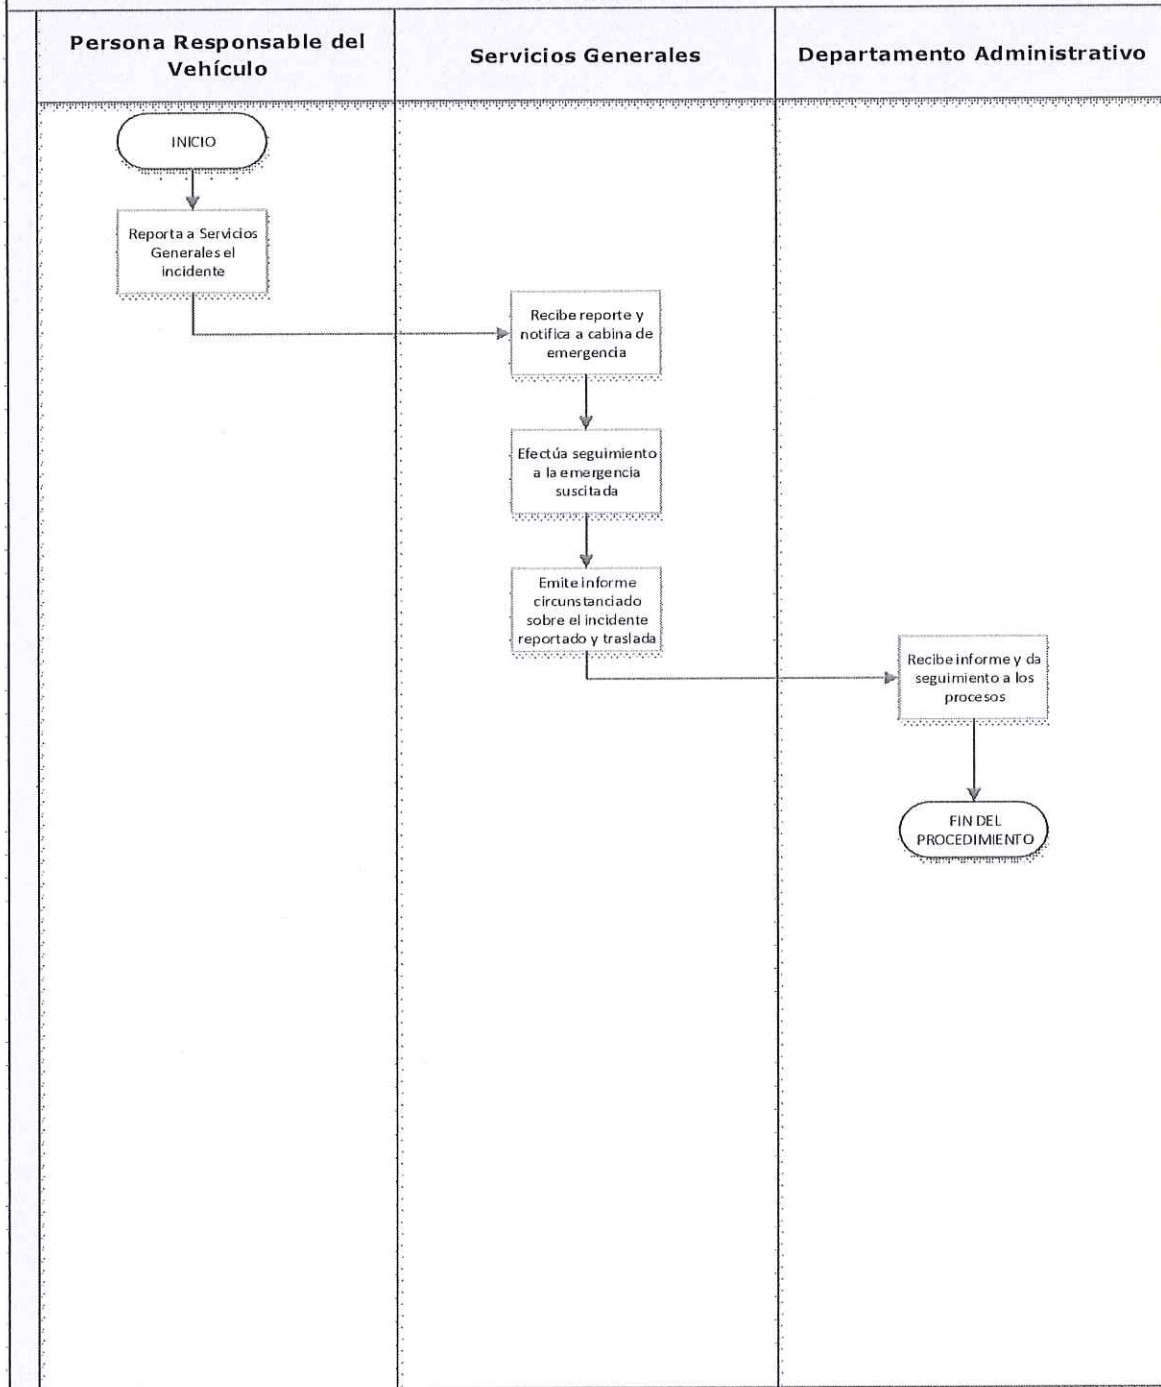 Persona Responsable del
Vehículo
Servicios Generales
Departamento Administrativo
INICIO
Reporta a Servicios
Generales el
incidente
Recibe reporte y
notifica a cabina de
emergencia
Efectúa seguimiento
a la emergencia
suscitada
Emite informe
circunstanciado
sobre el incidente
reportado y traslada
Recibe informe y da
seguimiento a los
procesos
FIN DEL
PROCEDIMIENTO